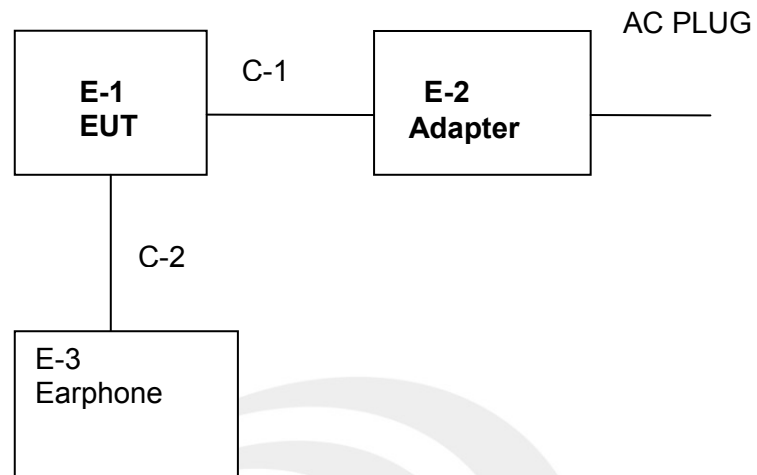 AC PLUG
C-1
E-1
EUT
E-2
Adapter
C-2
E-3
Earphone